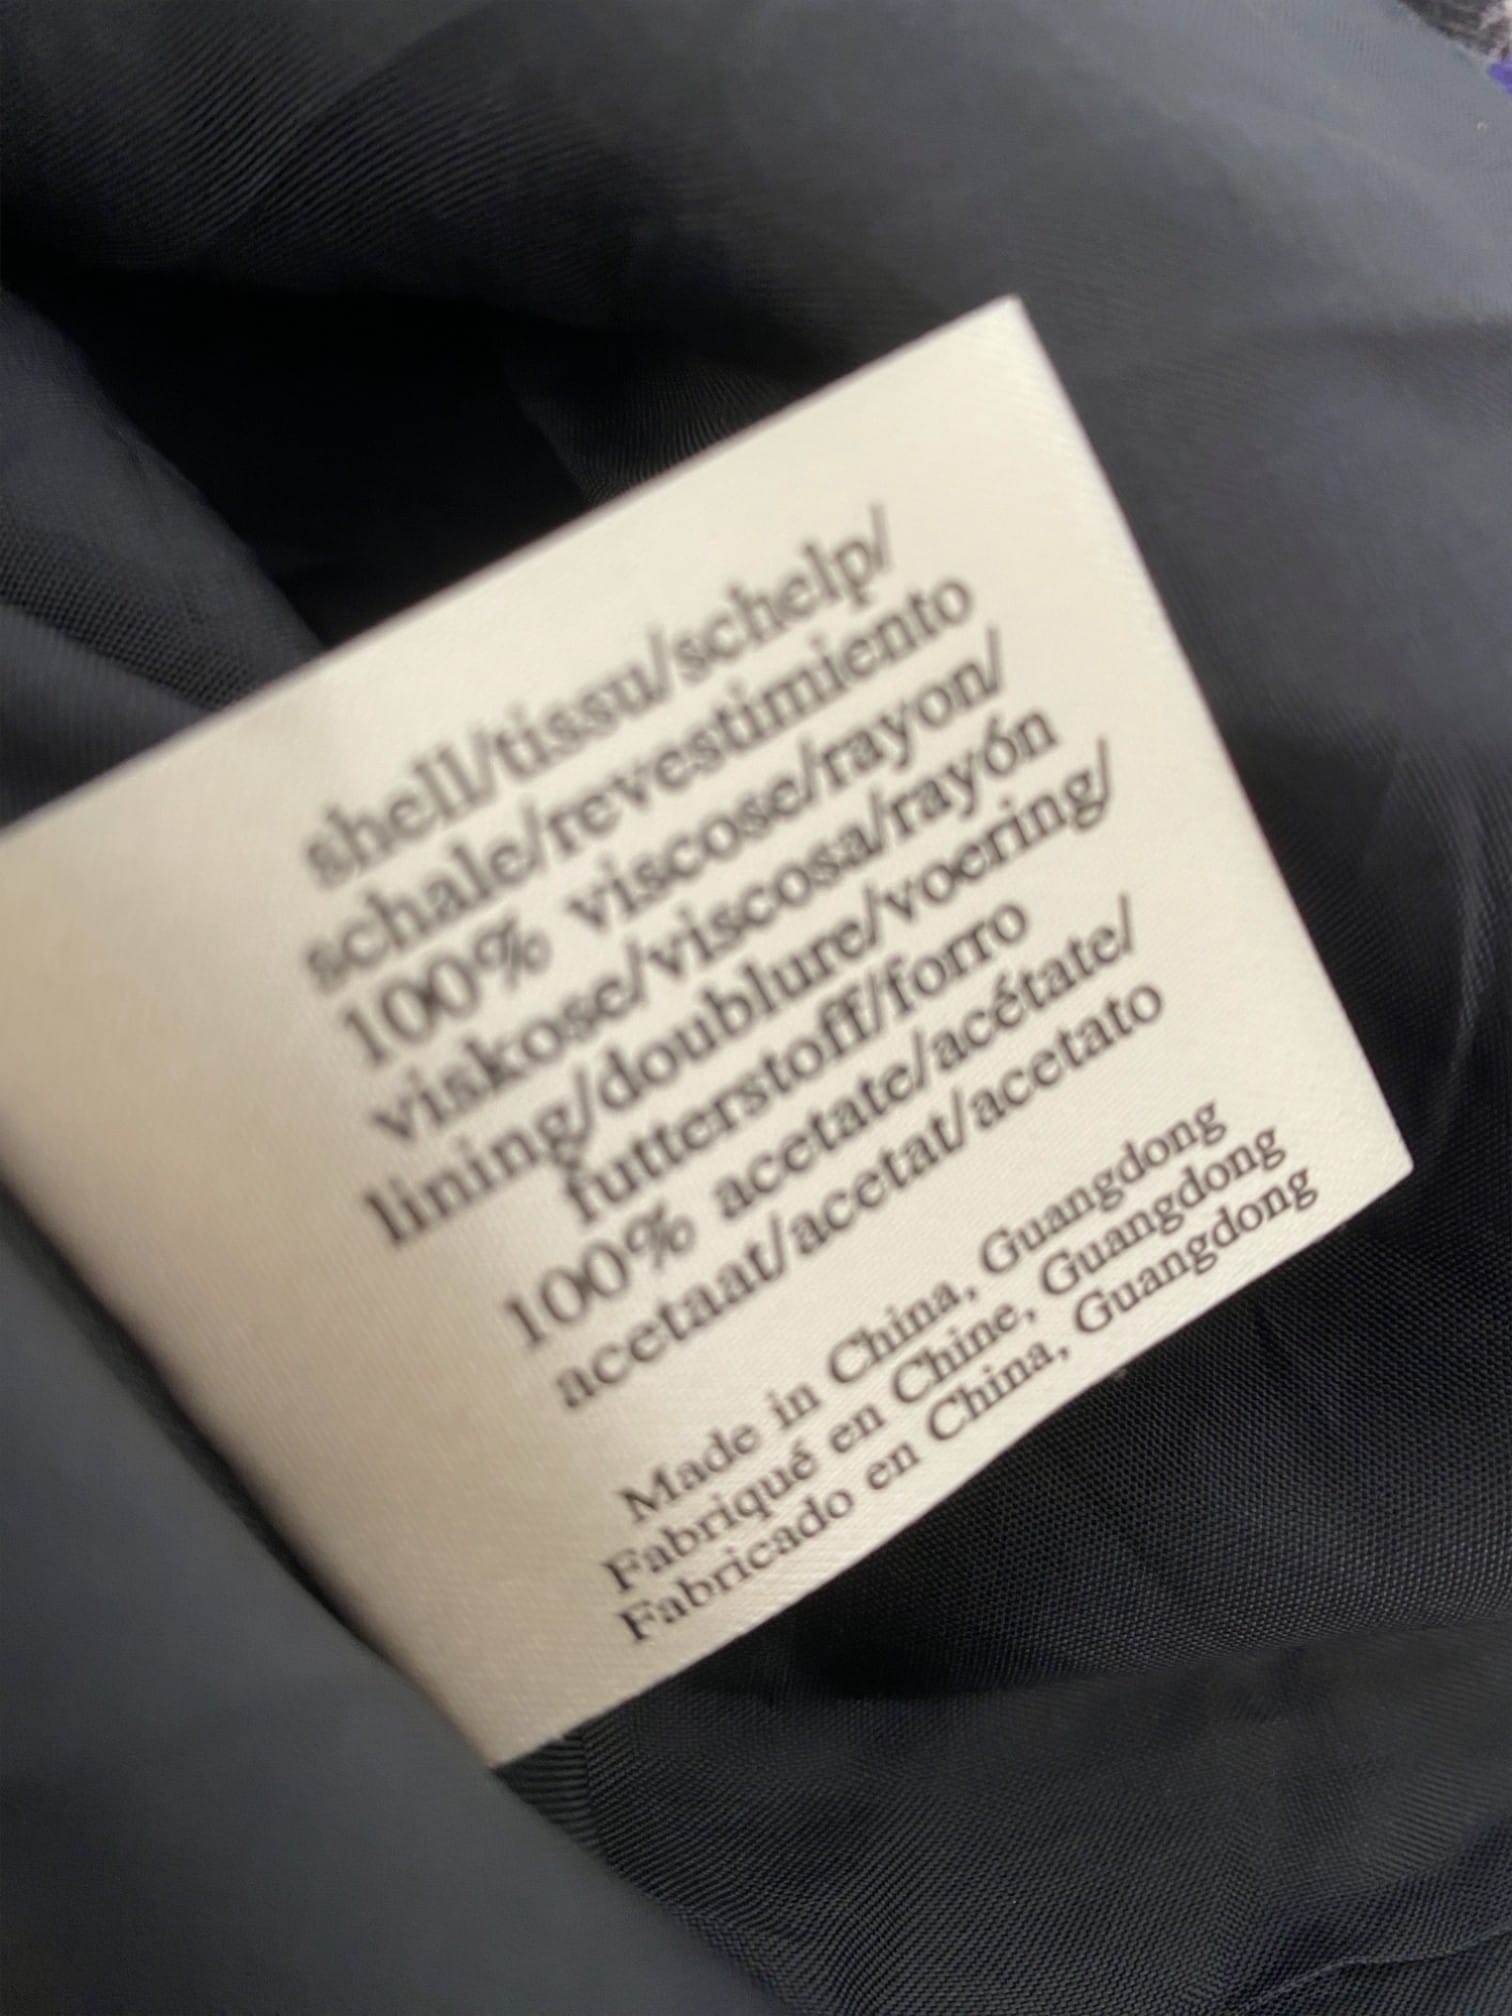 shell/tissu/schelp/
schale/revestimiento
100% viscose/rayon/
viskose/viscosa/rayón
lining/doublure/voering/
futterstoff/forro
100% acetate/acétate/
acetaat/acetat/acetato
Made in China, Guangdong
Fabriqué en Chine, Guangdong
Fabricado en China, Guangdong